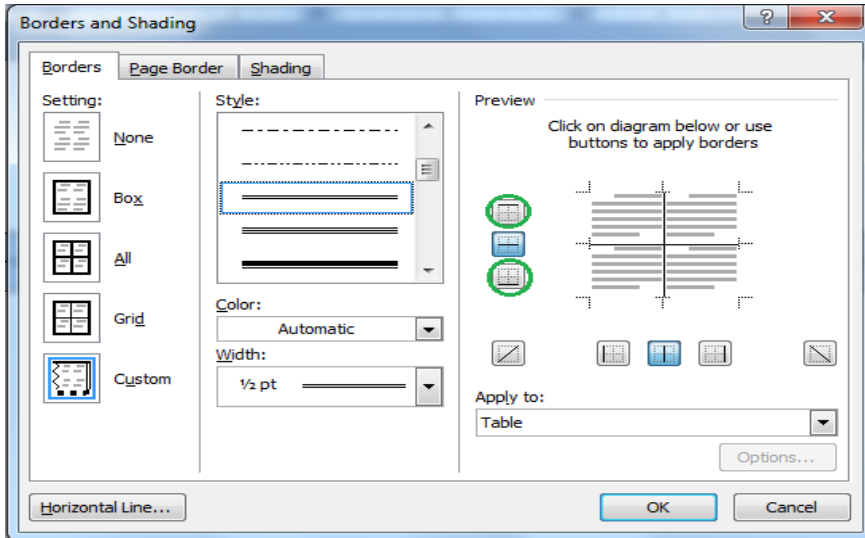 Borders and Shading
Borders
Page Border
Shading
Setting:
None
Box
All
Grid
Custom
Style:
Color:
Automatic
Width:
½ pt
Preview
Click on diagram below or use
buttons to apply borders
Apply to:
Table
Options...
Horizontal Line...
OK
Cancel